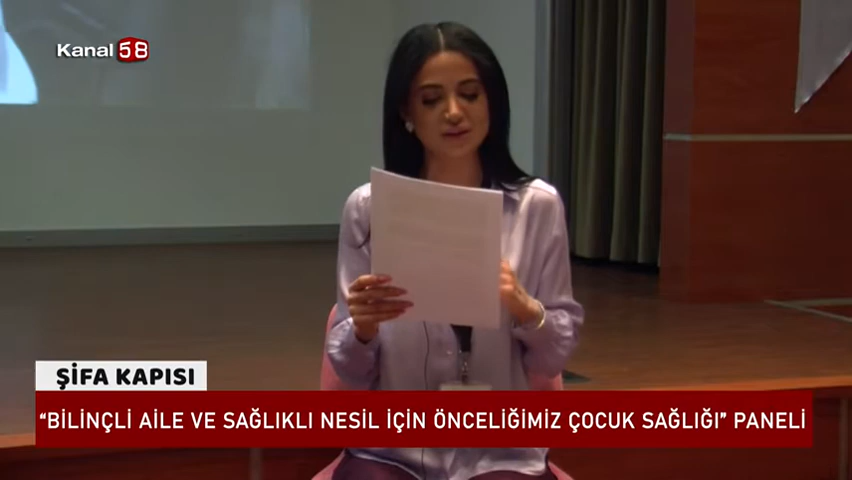 Kanal 58
ŞİFA KAPISI
“BİLİNÇLİ AİLE VE SAĞLIKLI NESİL İÇİN ÖNCELİĞİMİZ ÇOCUK SAĞLIĞI” PANELİ